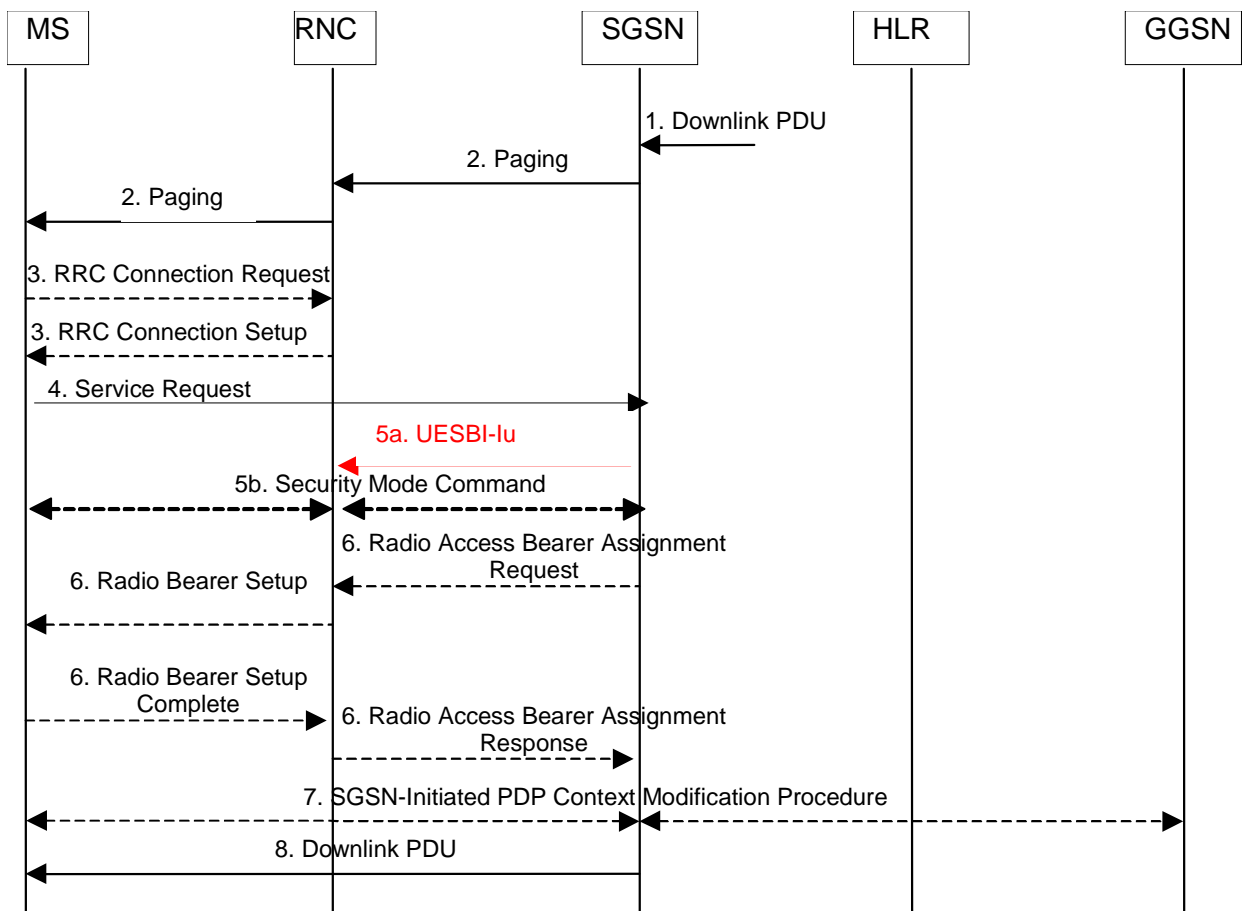 MS
RNC
SGSN
HLR
GGSN
1. Downlink PDU
2. Paging
2. Paging
3. RRC Connection Request
3. RRC Connection Setup
4. Service Request
5a. UESBI-Iu
5b. Security Mode Command
6. Radio Access Bearer Assignment
Request
6. Radio Bearer Setup
6. Radio Bearer Setup
Complete
6. Radio Access Bearer Assignment
Response
7. SGSN-Initiated PDP Context Modification Procedure
8. Downlink PDU